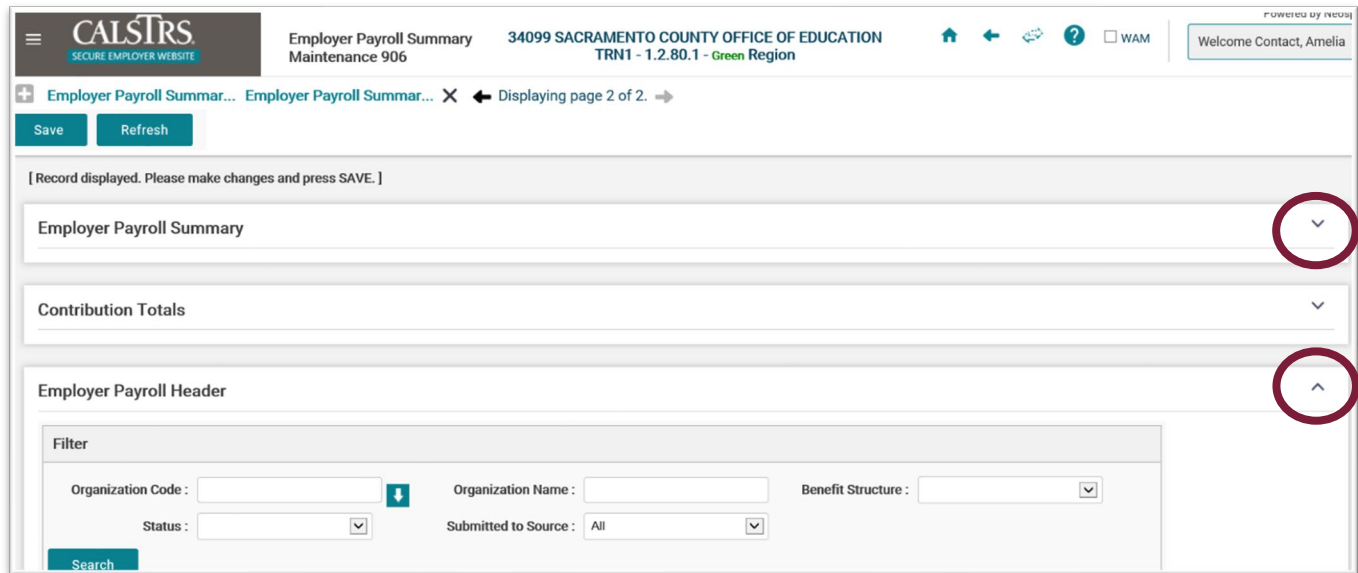 Powered by Neosp
CALSTRS
SECURE EMPLOYER WEBSITE
Employer Payroll Summary
Maintenance 906
34099 SACRAMENTO COUNTY OFFICE OF EDUCATION
TRN1 - 1.2.80.1 - Green Region
? WAM
Welcome Contact, Amelia
Employer Payroll Summar... Employer Payroll Summar... X Displaying page 2 of 2.
Save Refresh
[ Record displayed. Please make changes and press SAVE. ]
Employer Payroll Summary
Contribution Totals
Employer Payroll Header
Filter
Organization Code : Organization Name : Benefit Structure :
Status : Submitted to Source : All
Search